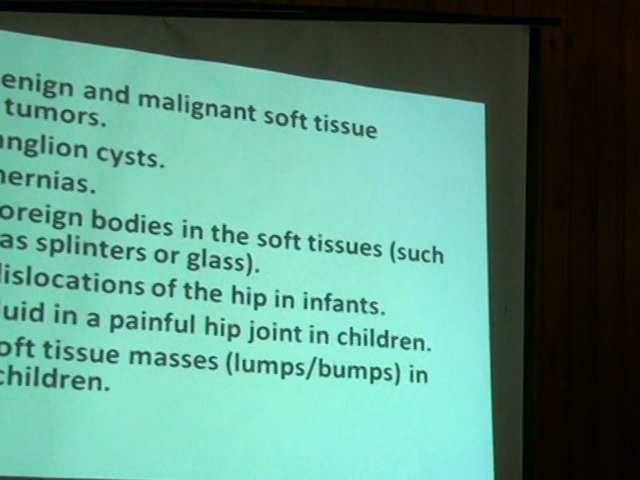 enign and malignant soft tissue
tumors.
anglion cysts.
hernias.
oreign bodies in the soft tissues (such
as splinters or glass).
islocations of the hip in infants.
luid in a painful hip joint in children.
oft tissue masses (lumps/bumps) in
children.